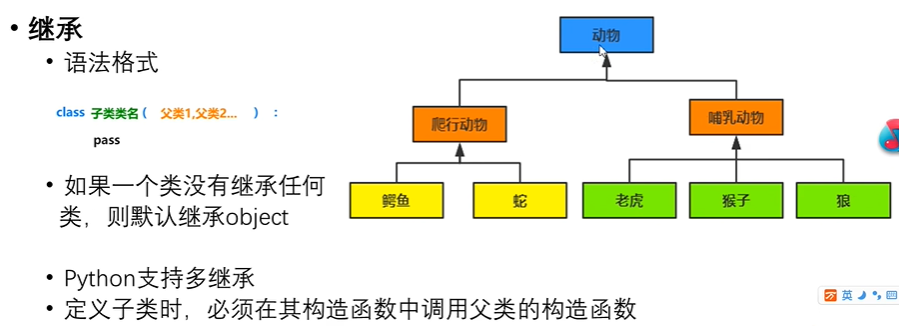 • 继承
• 语法格式
class 子类类名（ 父类1,父类2... ）：
pass
• 如果一个类没有继承任何
类，则默认继承object
• Python支持多继承
• 定义子类时，必须在其构造函数中调用父类的构造函数
动物
爬行动物
哺乳动物
鳄鱼
蛇
老虎
猴子
狼
英